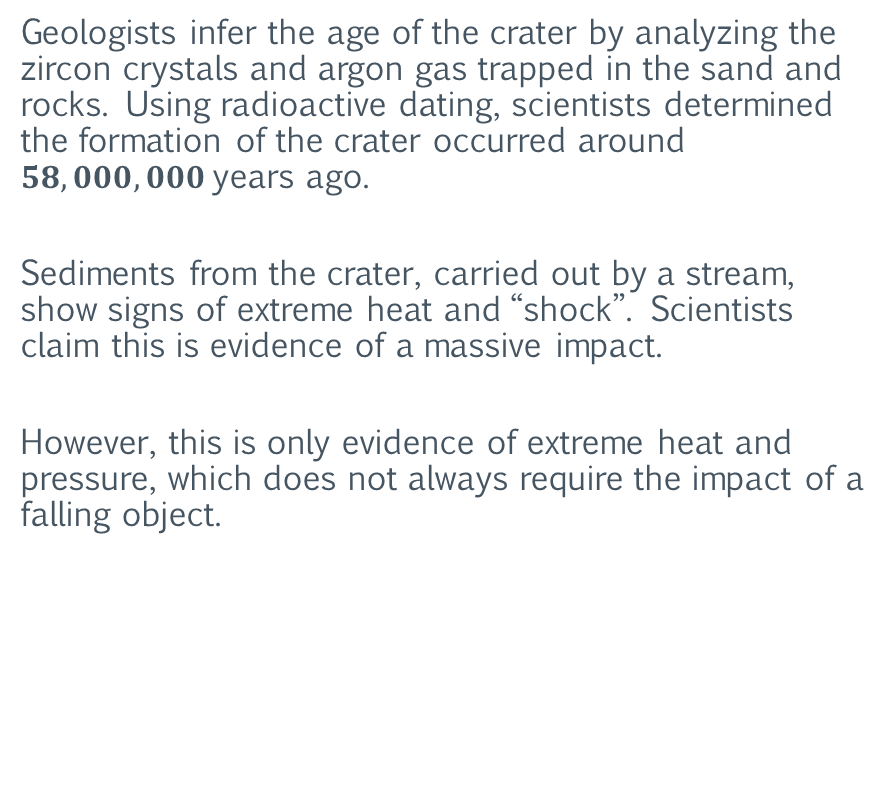 Geologists infer the age of the crater by analyzing the
zircon crystals and argon gas trapped in the sand and
rocks. Using radioactive dating, scientists determined
the formation of the crater occurred around
58,000,000 years ago.
Sediments from the crater, carried out by a stream,
show signs of extreme heat and “shock”. Scientists
claim this is evidence of a massive impact.
However, this is only evidence of extreme heat and
pressure, which does not always require the impact of a
falling object.